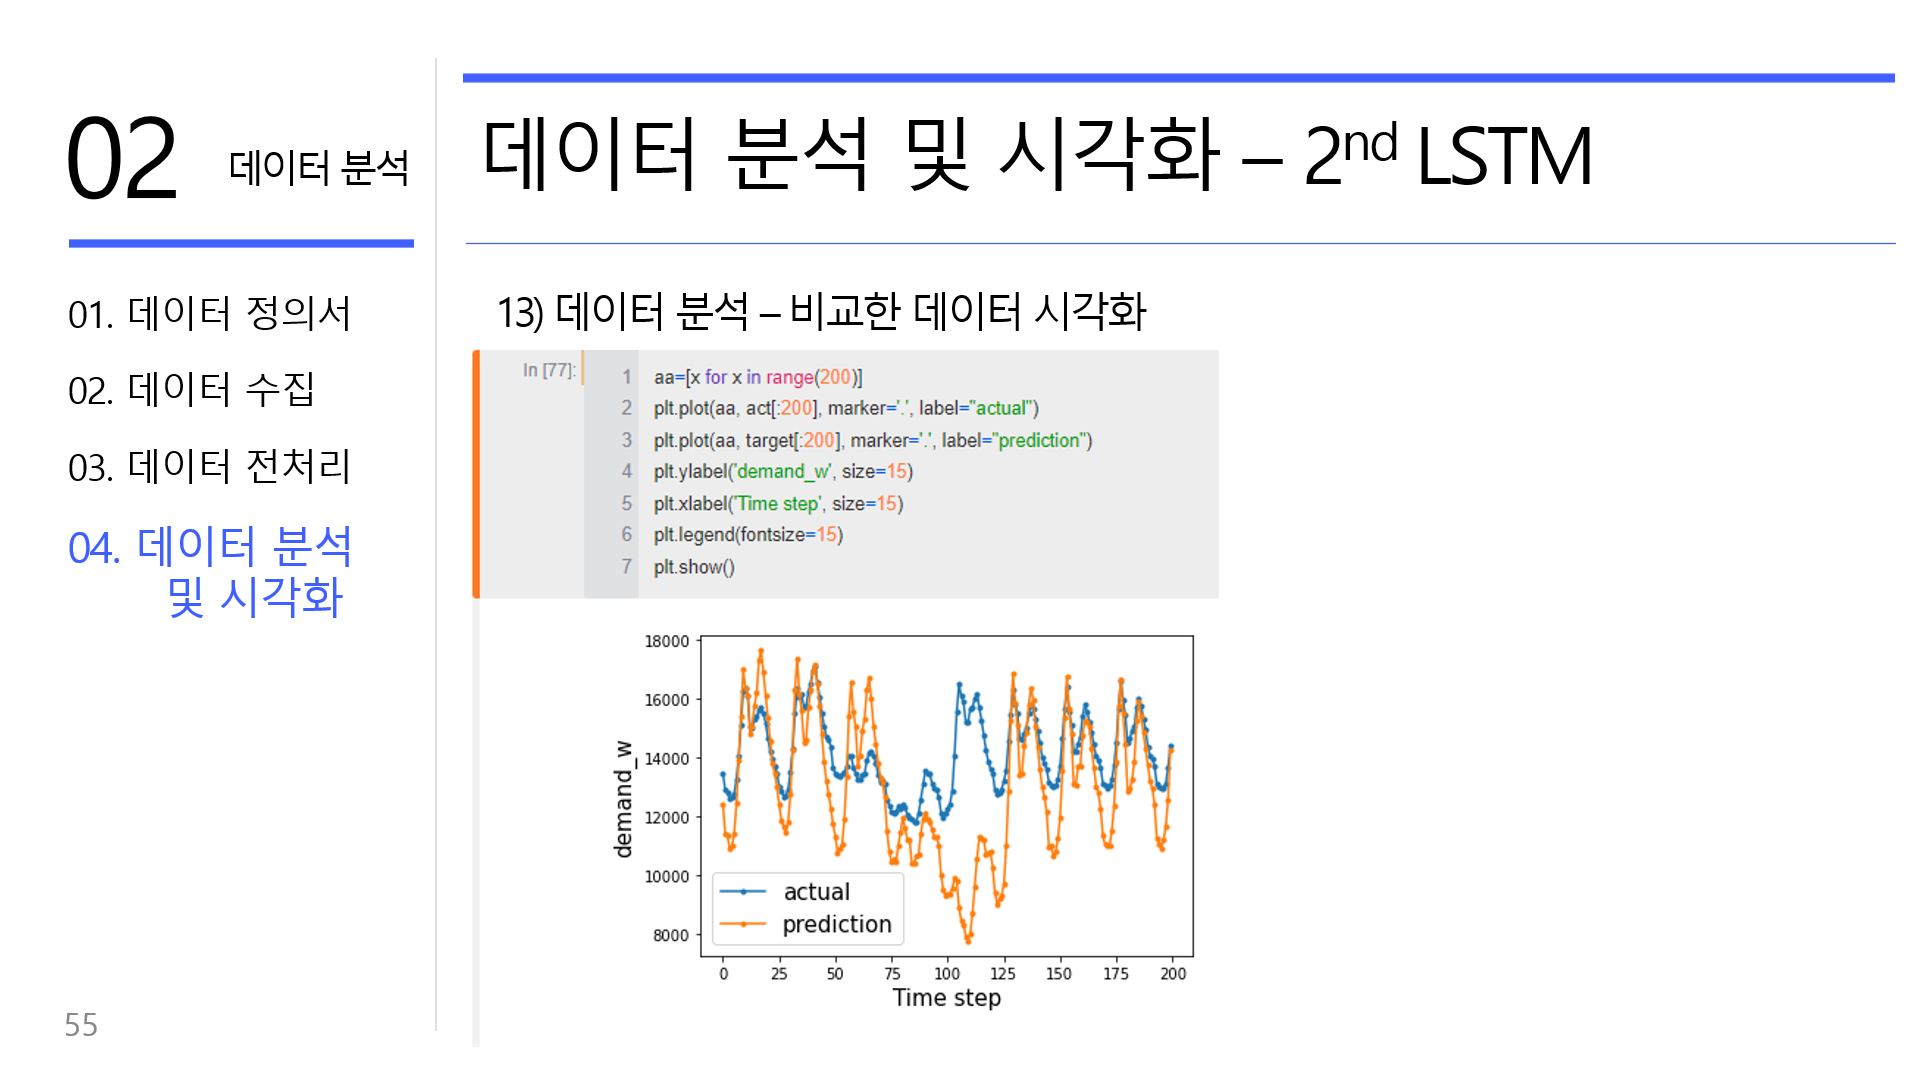 02 데이터 분석
01. 데이터 정의서
02. 데이터 수집
03. 데이터 전처리
04. 데이터 분석
및 시각화
55
데이터 분석 및 시각화 – 2nd LSTM
13) 데이터 분석 – 비교한 데이터 시각화
In [77]:
1 aa=[x for x in range(200)]
2 plt.plot(aa, act[:200], marker='.', label="actual")
3 plt.plot(aa, target[:200], marker='.', label="prediction")
4 plt.ylabel('demand_w', size=15)
5 plt.xlabel('Time step', size=15)
6 plt.legend(fontsize=15)
7 plt.show()
18000
16000
14000
12000
10000
8000
demand_w
actual
prediction
0 25 50 75 100 125 150 175 200
Time step